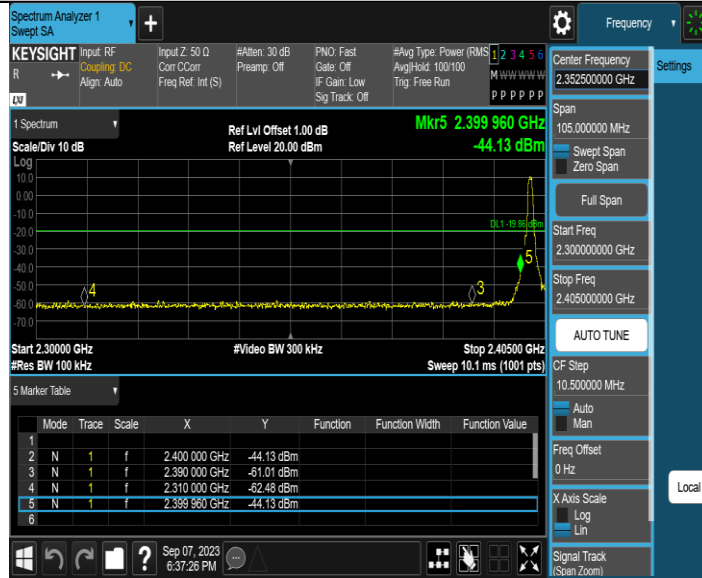 Spectrum Analyzer 1
Swept SA
Frequency
KEYSIGHT
R
LXI
Input: RF
Coupling: DC
Align: Auto
Input Z: 50 Ω
Corr CCorr
Freq Ref: Int (S)
#Atten: 30 dB
Preamp: Off
PNO: Fast
Gate: Off
IF Gain: Low
Sig Track: Off
#Avg Type: Power (RMS
Avg|Hold: 100/100
Trig: Free Run
1 2 3 4 5 6
M W W W W W
P P P P P P
1 Spectrum
Scale/Div 10 dB
Ref Lvl Offset 1.00 dB
Ref Level 20.00 dBm
Mkr5 2.399 960 GHz
-44.13 dBm
Log
10.0
0.00
-10.0
-20.0
-30.0
-40.0
-50.0
-60.0
-70.0
DL1 -19.86 dBm
5
4
3
Start 2.30000 GHz
#Res BW 100 kHz
#Video BW 300 kHz
Stop 2.40500 GHz
Sweep 10.1 ms (1001 pts)
5 Marker Table
Mode Trace Scale X Y Function Function Width Function Value
1
2 N 1 f 2.400 000 GHz -44.13 dBm
3 N 1 f 2.390 000 GHz -61.01 dBm
4 N 1 f 2.310 000 GHz -62.48 dBm
5 N 1 f 2.399 960 GHz -44.13 dBm
6
?
Sep 07, 2023
6:37:26 PM
Center Frequency
2.352500000 GHz
Span
105.000000 MHz
Swept Span
Zero Span
Full Span
Start Freq
2.300000000 GHz
Stop Freq
2.405000000 GHz
AUTO TUNE
CF Step
10.500000 MHz
Auto
Man
Freq Offset
0 Hz
X Axis Scale
Log
Lin
Signal Track
(Span Zoom)
Settings
Local